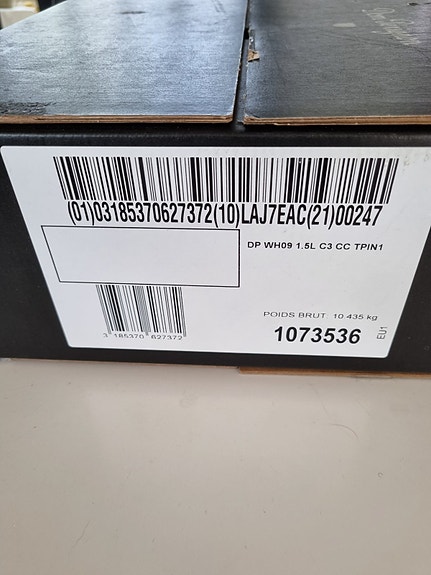 (01)03185370627372(10)LAJ7EAC(21)00247
DP WH09 1.5L C3 CC TPIN1
3 185370 627372
POIDS BRUT 10.435 kg
1073536
EU1